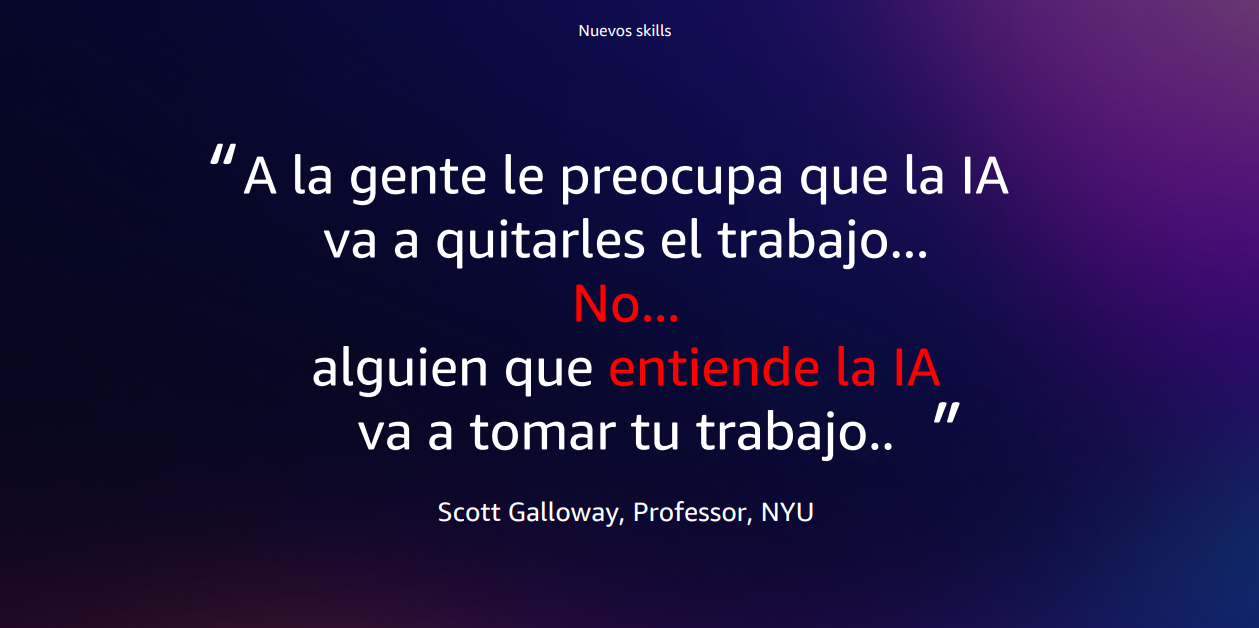 Nuevos skills
“A la gente le preocupa que la IA
va a quitarles el trabajo...
No...
alguien que entiende la IA
va a tomar tu trabajo.. ”
Scott Galloway, Professor, NYU